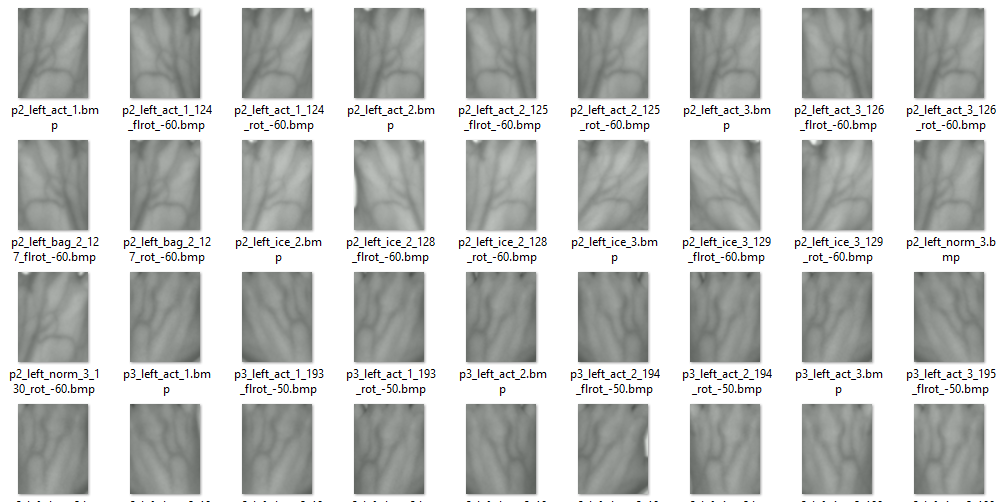 p2_left_act_1.bm
p
p2_left_act_1_124
_flrot_-60.bmp
p2_left_act_1_124
_rot_-60.bmp
p2_left_act_2.bm
p
p2_left_act_2_125
_flrot_-60.bmp
p2_left_act_2_125
_rot_-60.bmp
p2_left_act_3.bm
p
p2_left_act_3_126
_flrot_-60.bmp
p2_left_act_3_126
_rot_-60.bmp
p2_left_bag_2_12
7_flrot_-60.bmp
p2_left_bag_2_12
7_rot_-60.bmp
p2_left_ice_2.bm
p
p2_left_ice_2_128
_flrot_-60.bmp
p2_left_ice_2_128
_rot_-60.bmp
p2_left_ice_3.bm
p
p2_left_ice_3_129
_flrot_-60.bmp
p2_left_ice_3_129
_rot_-60.bmp
p2_left_norm_3.b
mp
p2_left_norm_3_1
30_rot_-60.bmp
p3_left_act_1.bm
p
p3_left_act_1_193
_flrot_-50.bmp
p3_left_act_1_193
_rot_-50.bmp
p3_left_act_2.bm
p
p3_left_act_2_194
_flrot_-50.bmp
p3_left_act_2_194
_rot_-50.bmp
p3_left_act_3.bm
p
p3_left_act_3_195
_flrot_-50.bmp